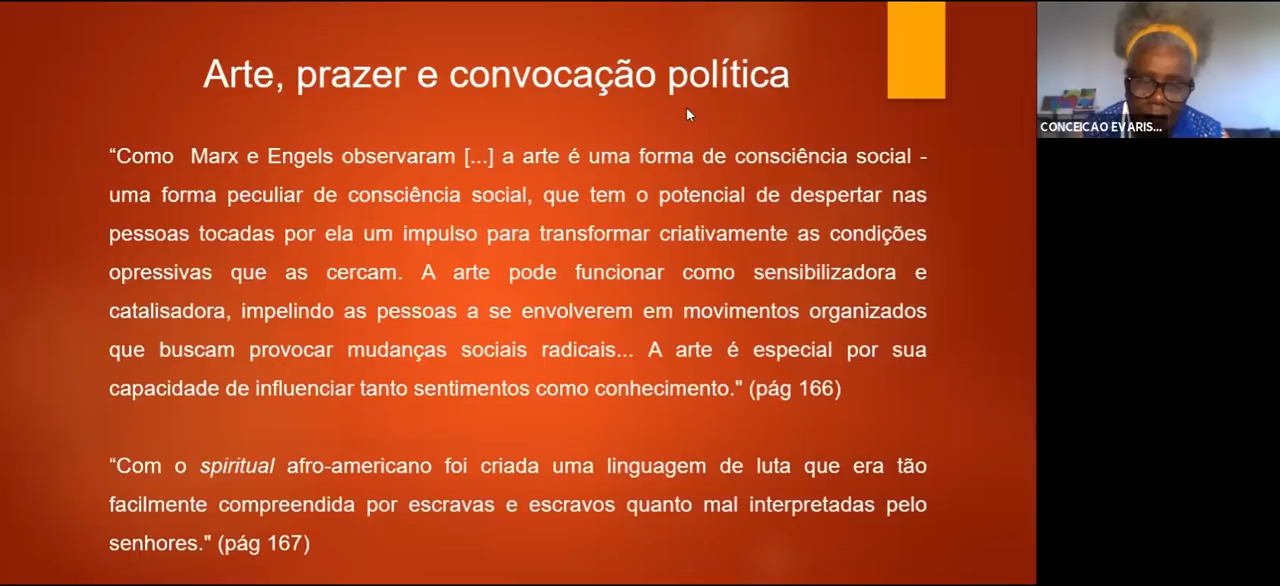 Arte, prazer e convocação política
“Como Marx e Engels observaram [...] a arte é uma forma de consciência social -
uma forma peculiar de consciência social, que tem o potencial de despertar nas
pessoas tocadas por ela um impulso para transformar criativamente as condições
opressivas que as cercam. A arte pode funcionar como sensibilizadora e
catalisadora, impelindo as pessoas a se envolverem em movimentos organizados
que buscam provocar mudanças sociais radicais... A arte é especial por sua
capacidade de influenciar tanto sentimentos como conhecimento." (pág 166)
“Com o spiritual afro-americano foi criada uma linguagem de luta que era tão
facilmente compreendida por escravas e escravos quanto mal interpretadas pelo
senhores." (pág 167)
CONCEICAO EVARIS...